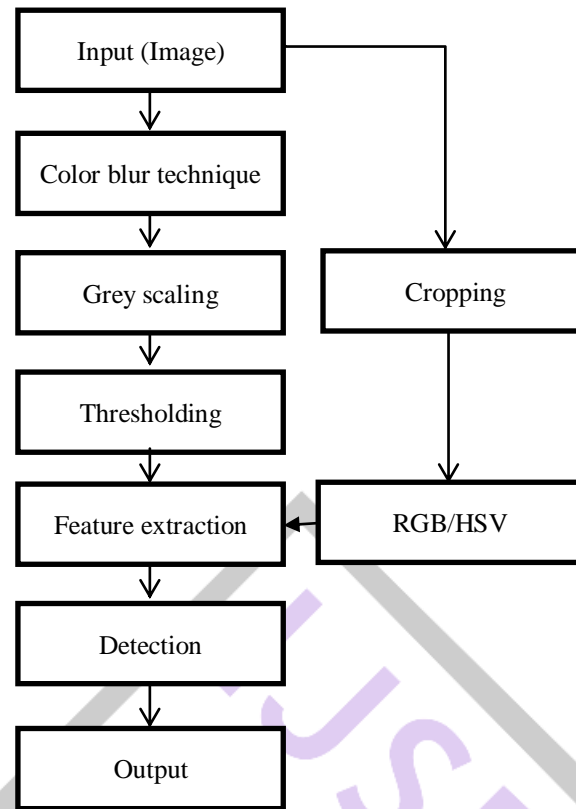 Input (Image)
Color blur technique
Grey scaling
Cropping
Thresholding
Feature extraction
RGB/HSV
Detection
Output